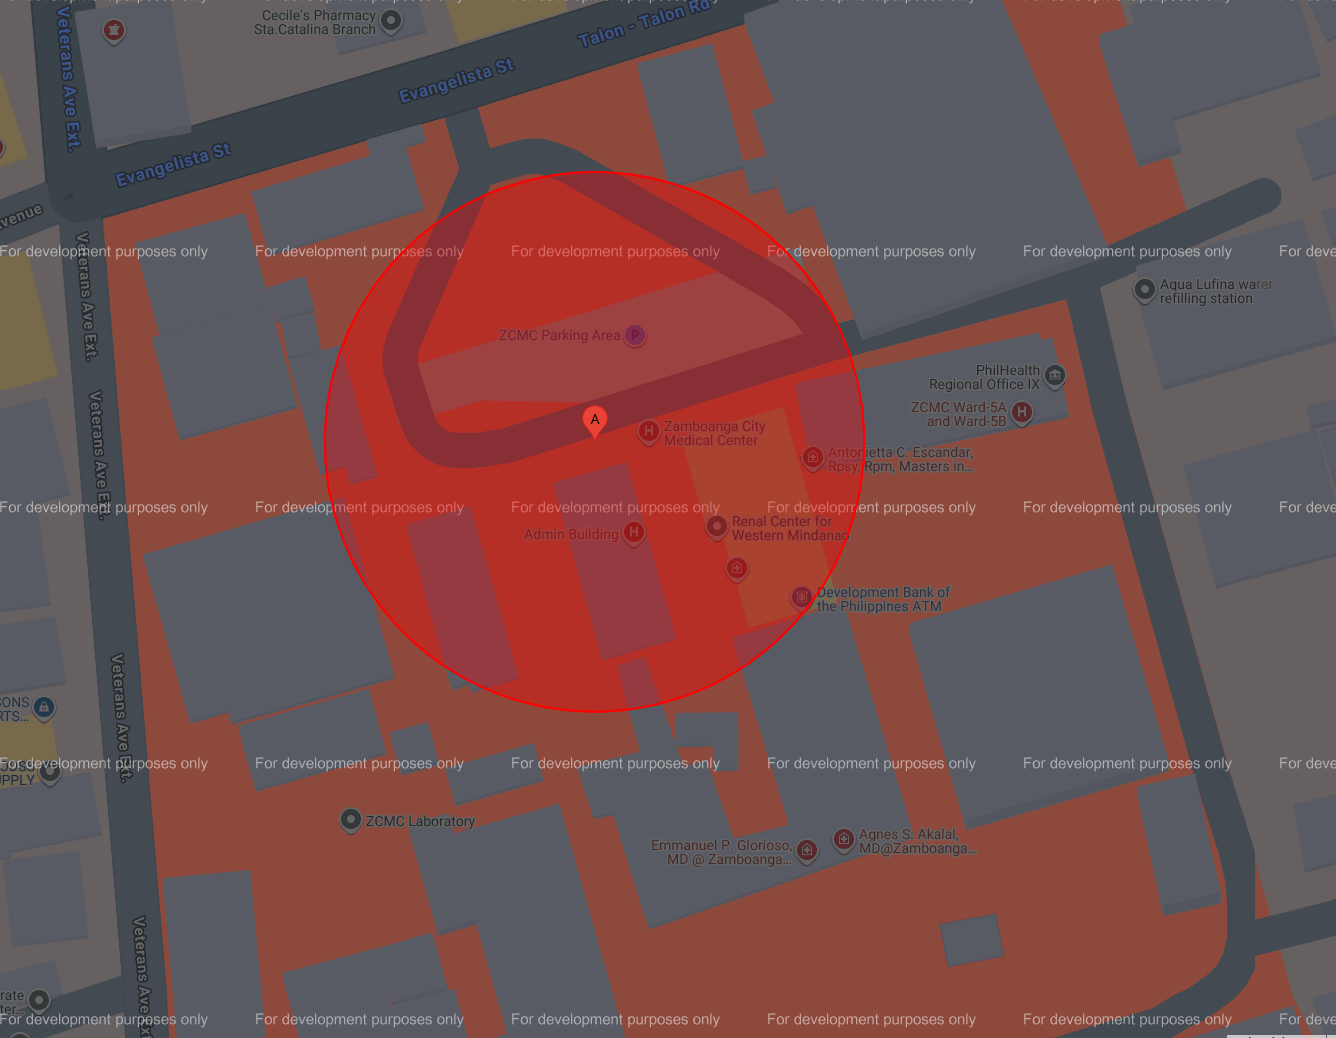 Cecile's Pharmacy
Sta.Catalina Branch
Talon - Talon Rd
Evangelista St
Evangelista St
Veterans Ave Ext.
venue
Veterans Ave Ext.
For development purposes only
For development purposes only
For development purposes only
For development purposes only
For development purposes only
For deve
Aqua Lufina warer
refilling station
ZCMC Parking Area
P
PhilHealth
Regional Office IX
ZCMC Ward-5A
and Ward-5B
H
A
H
Zamboanga City
Medical Center
Veterans Ave Ext.
Antonietta C. Escandar,
Rpsy, Rpm, Masters in...
For development purposes only
For development purposes only
For development purposes only
For development purposes only
For development purposes only
For deve
Admin Building
H
Renal Center for
Western Mindanao
Development Bank of
the Philippines ATM
Veterans Ave Ext.
SONS
RTS...
For development purposes only
For development purposes only
For development purposes only
For development purposes only
For development purposes only
For deve
UPPLY
ZCMC Laboratory
Emmanuel P. Glorioso,
MD @ Zamboanga...
Agnes S. Akalal,
MD@Zamboanga...
Veterans Ave Ext
rate
ter...
For development purposes only
For development purposes only
For development purposes only
For development purposes only
For development purposes only
For deve